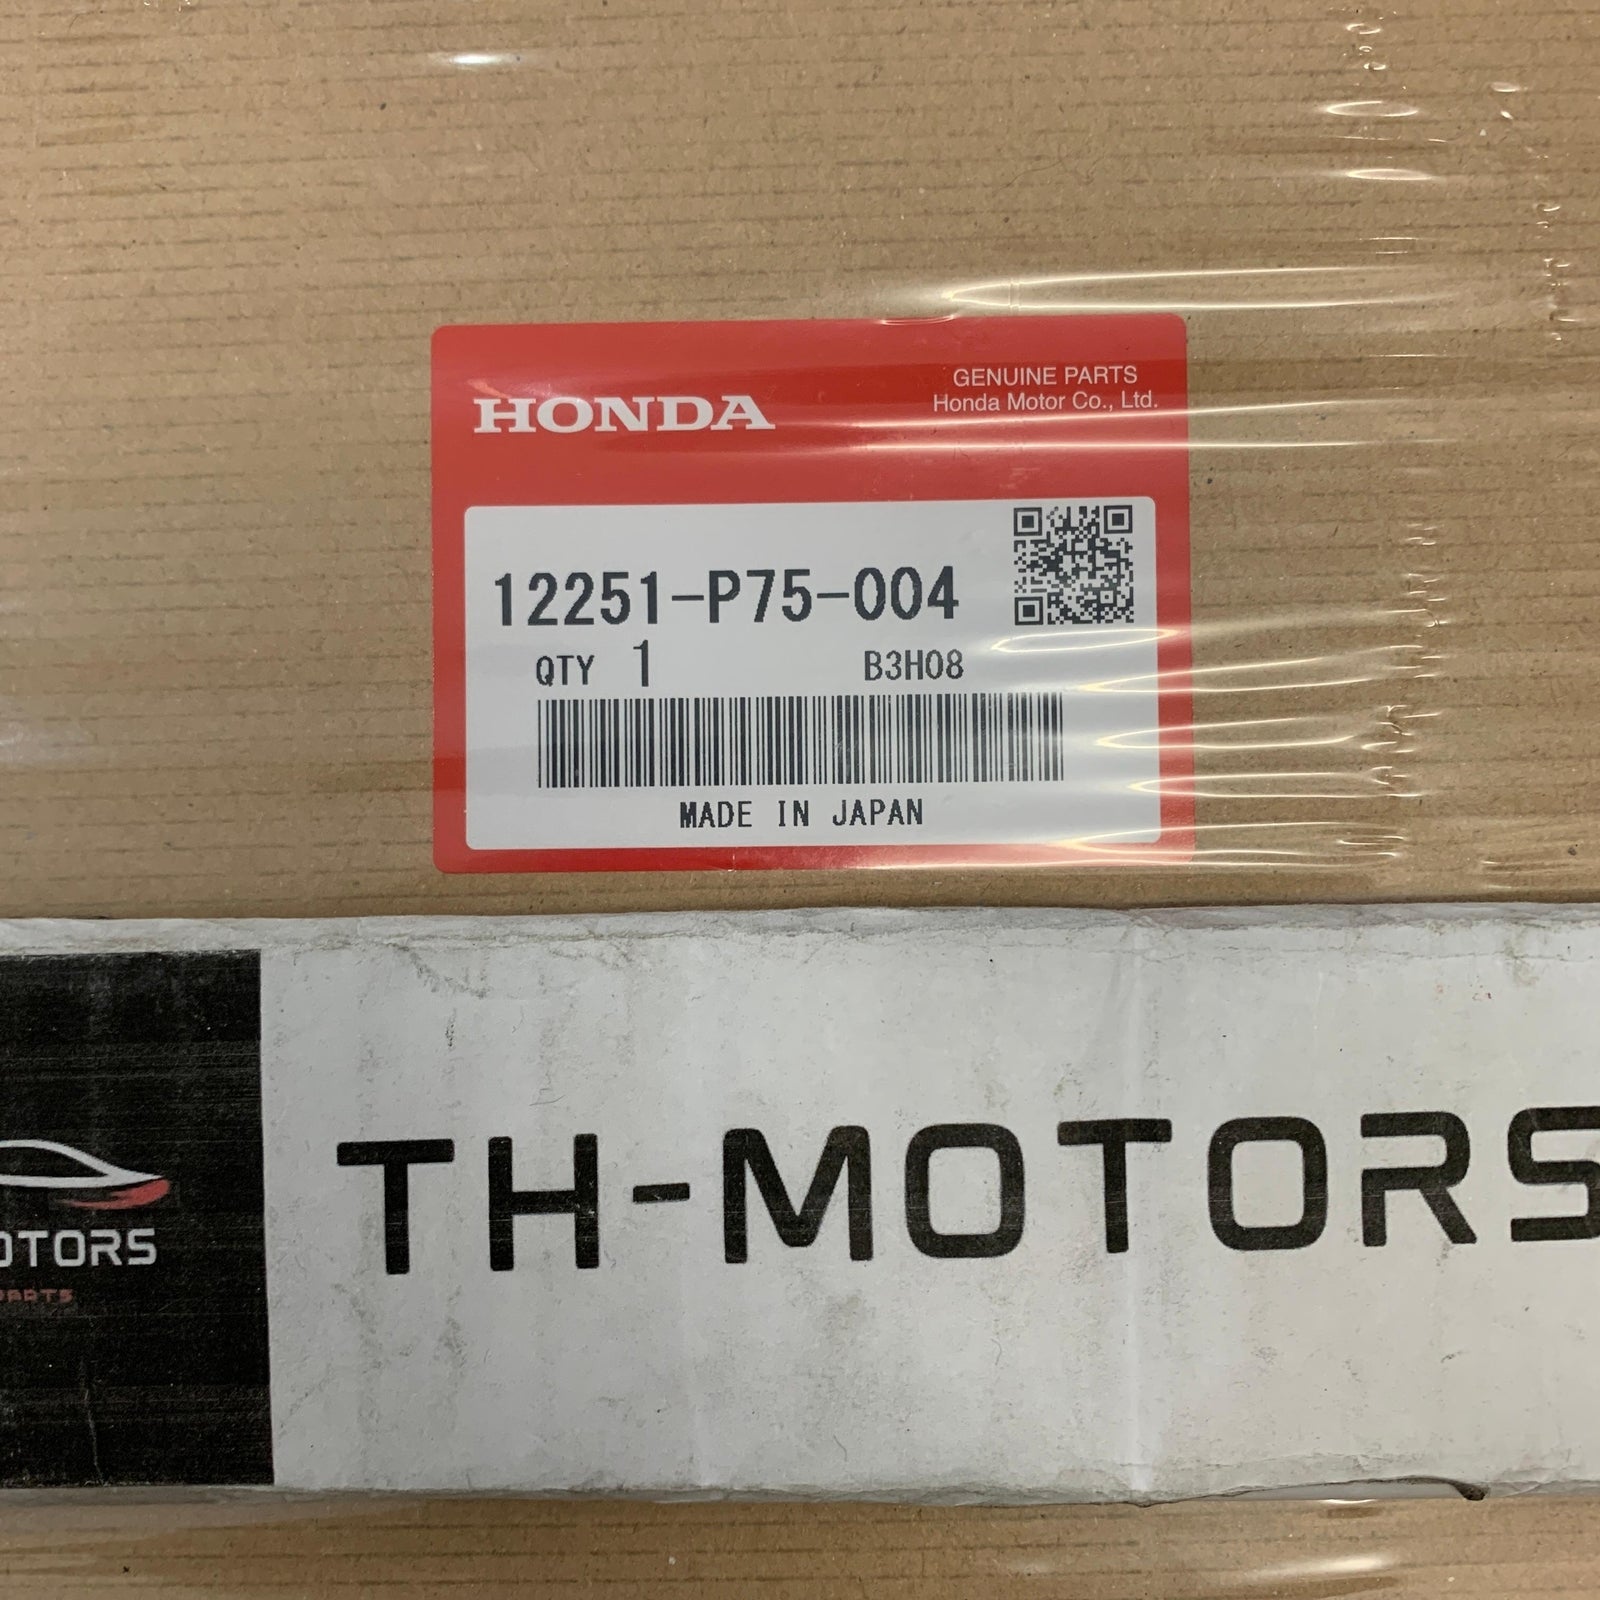 HONDA
GENUINE PARTS
Honda Motor Co., Ltd.
12251-P75-004
QTY 1 B3H08
MADE IN JAPAN
TH-MOTORS
OTORS
PARTS